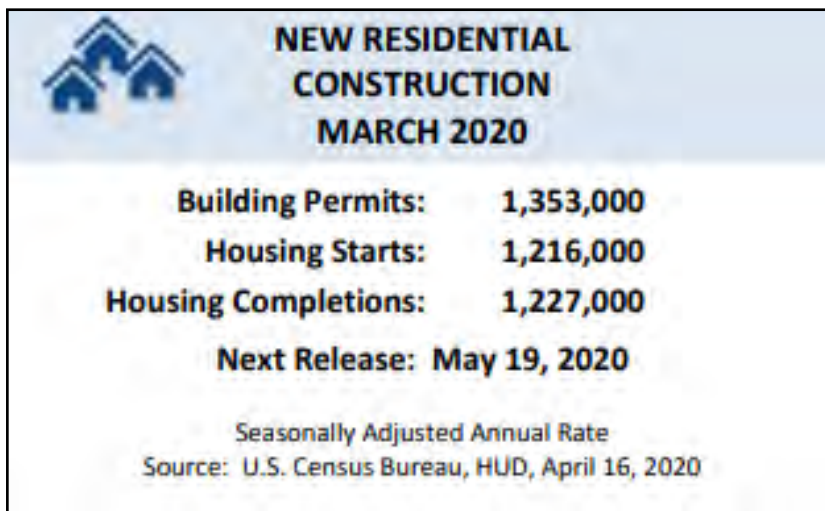 NEW RESIDENTIAL
CONSTRUCTION
MARCH 2020
Building Permits: 1,353,000
Housing Starts: 1,216,000
Housing Completions: 1,227,000
Next Release: May 19, 2020
Seasonally Adjusted Annual Rate
Source: U.S. Census Bureau, HUD, April 16, 2020